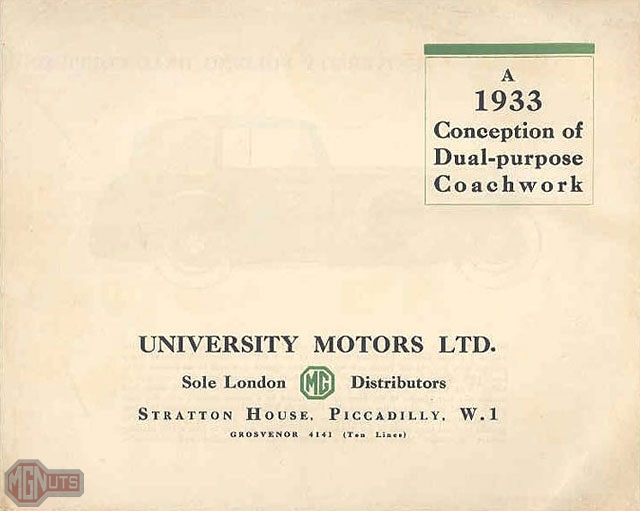 A
1933
Conception of
Dual-purpose
Coachwork
UNIVERSITY MOTORS LTD.
Sole London MG Distributors
STRATTON HOUSE, PICCADILLY, W.1
GROSVENOR 4141 (Ten Lines)
MGNUTS